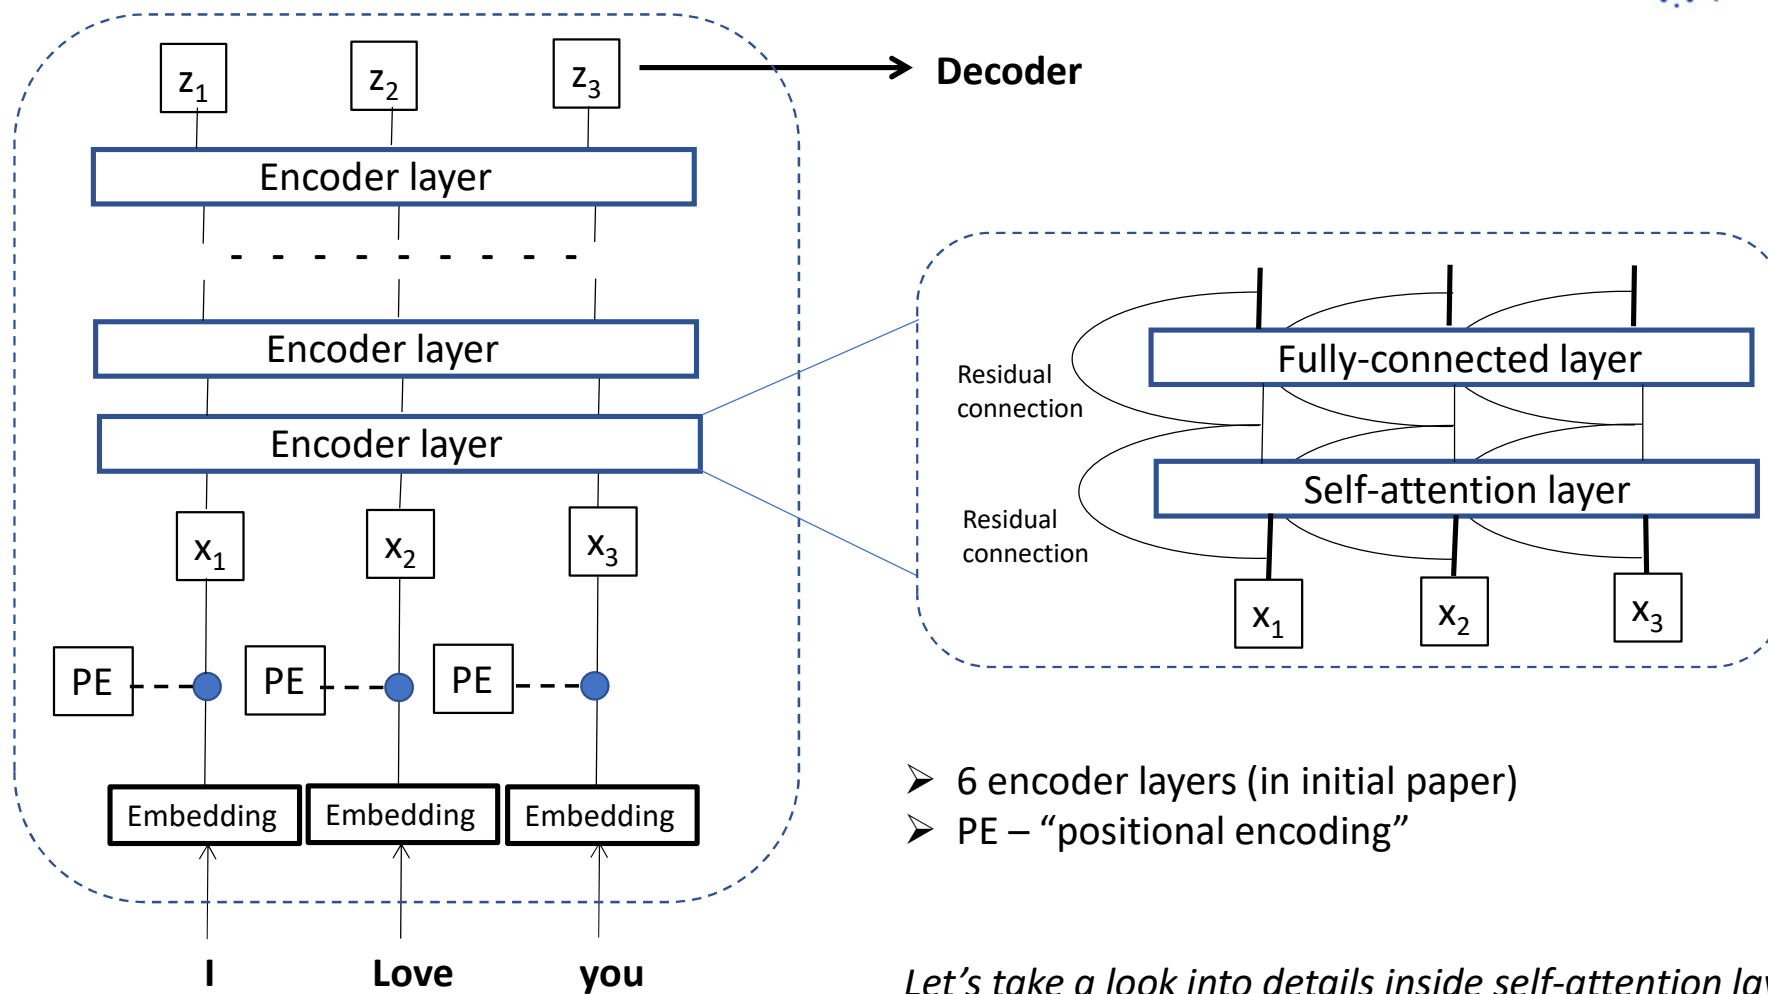 z1 z2 z3 Decoder
Encoder layer
- - - - - - - - -
Encoder layer
Encoder layer
x1 x2 x3
PE PE PE
Embedding Embedding Embedding
I Love you
Fully-connected layer
Residual
connection
Self-attention layer
Residual
connection
x1 x2 x3
➢ 6 encoder layers (in initial paper)
➢ PE – “positional encoding”
Let’s take a look into details inside self-attention lay